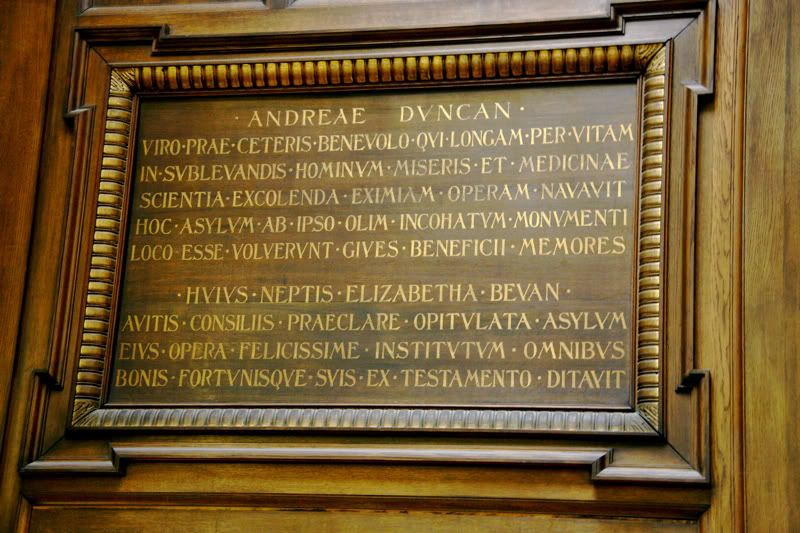 ·ANDREAE DVNCAN·
VIRO·PRAE·CETERIS·BENEVOLO·QVI·LONGAM·PER·VITAM
IN·SVBLEVANDIS·HOMINVM·MISERIS·ET·MEDICINAE
SCIENTIA·EXCOLENDA·EXIMIAM·OPERAM·NAVAVIT
HOC·ASYLVM·AB·IPSO·OLIM·INCOHATVM·MONVMENTI
LOCO·ESSE·VOLVERVNT·GIVES·BENEFICII·MEMORES
·HVIVS·NEPTIS·ELIZABETHA·BEVAN·
AVITIS·CONSILIIS·PRAECLARE·OPITVLATA·ASYLVM
EIVS·OPERA·FELICISSIME·INSTITVTVM·OMNIBVS
BONIS·FORTVNISQVE·SVIS·EX·TESTAMENTO·DITAVIT